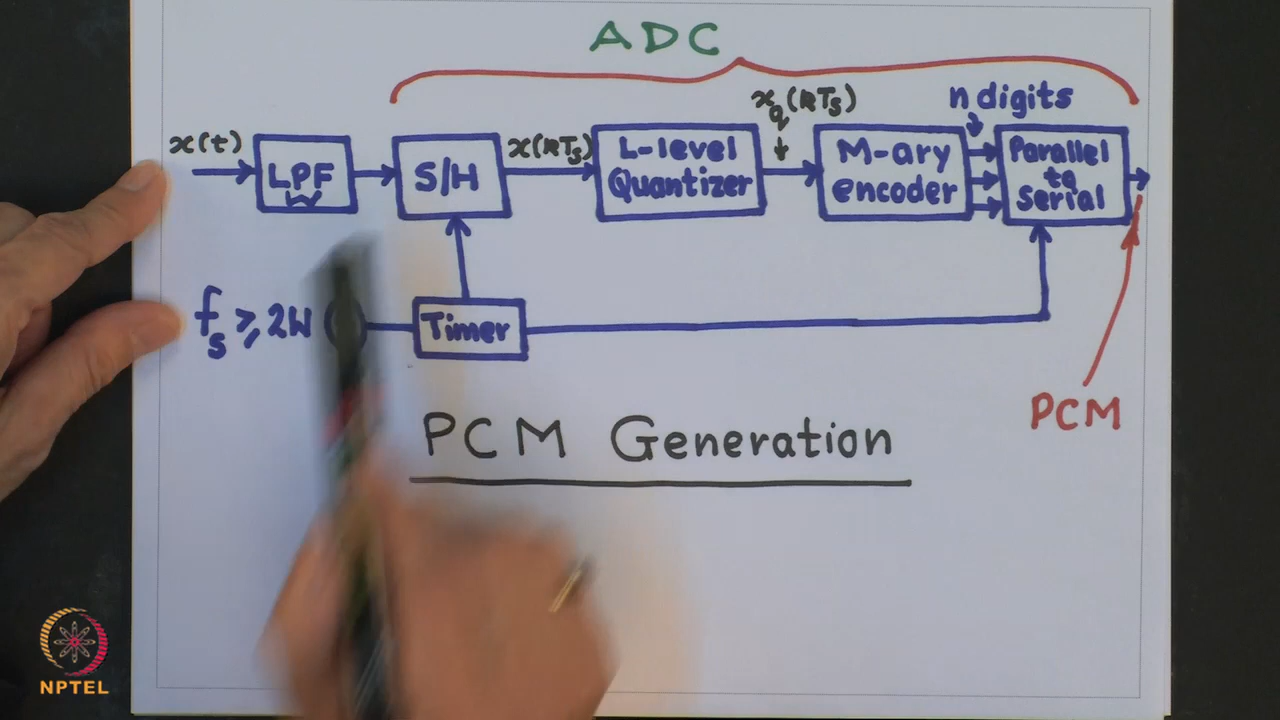 ADC
x(t)
LPF
S/H
x(kTs)
L-level
Quantizer
xq(kTs)
M-ary
encoder
n digits
Parallel
to
Serial
fs ≥ 2W
Timer
PCM
PCM Generation
NPTEL